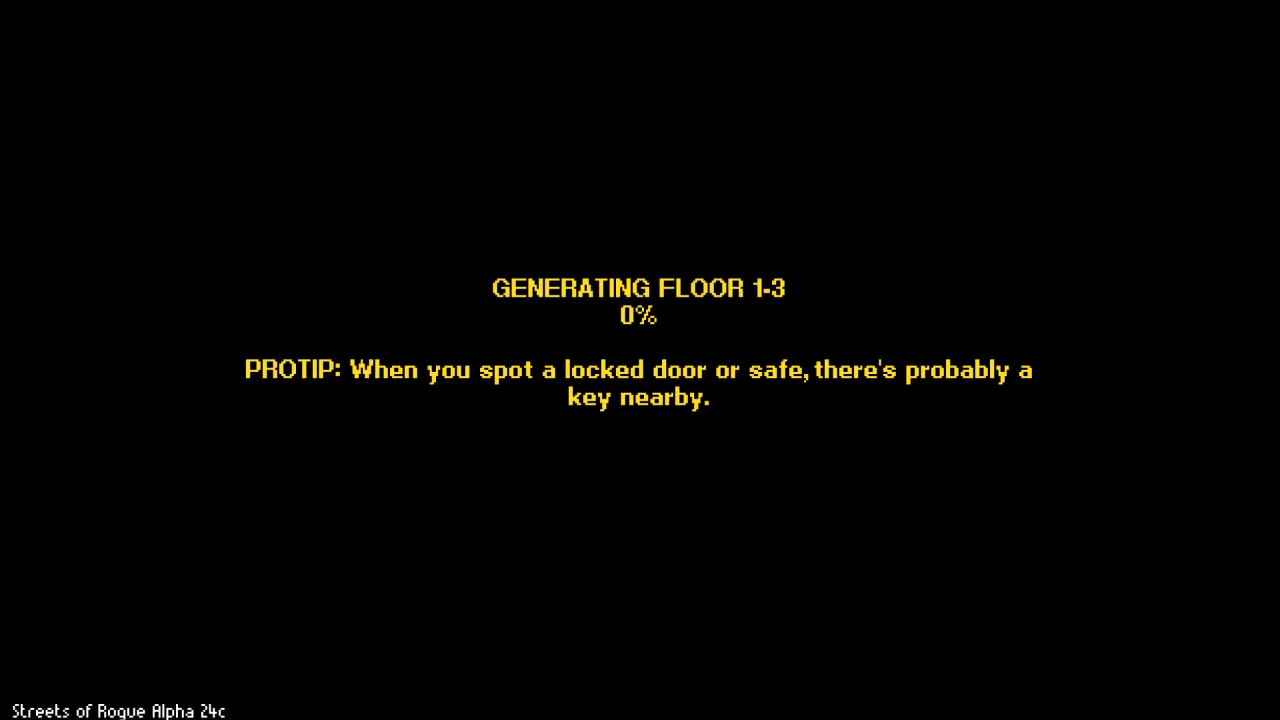 GENERATING FLOOR 1-3
0%
PROTIP: When you spot a locked door or safe, there's probably a
key nearby.
Streets of Rogue Alpha 24c